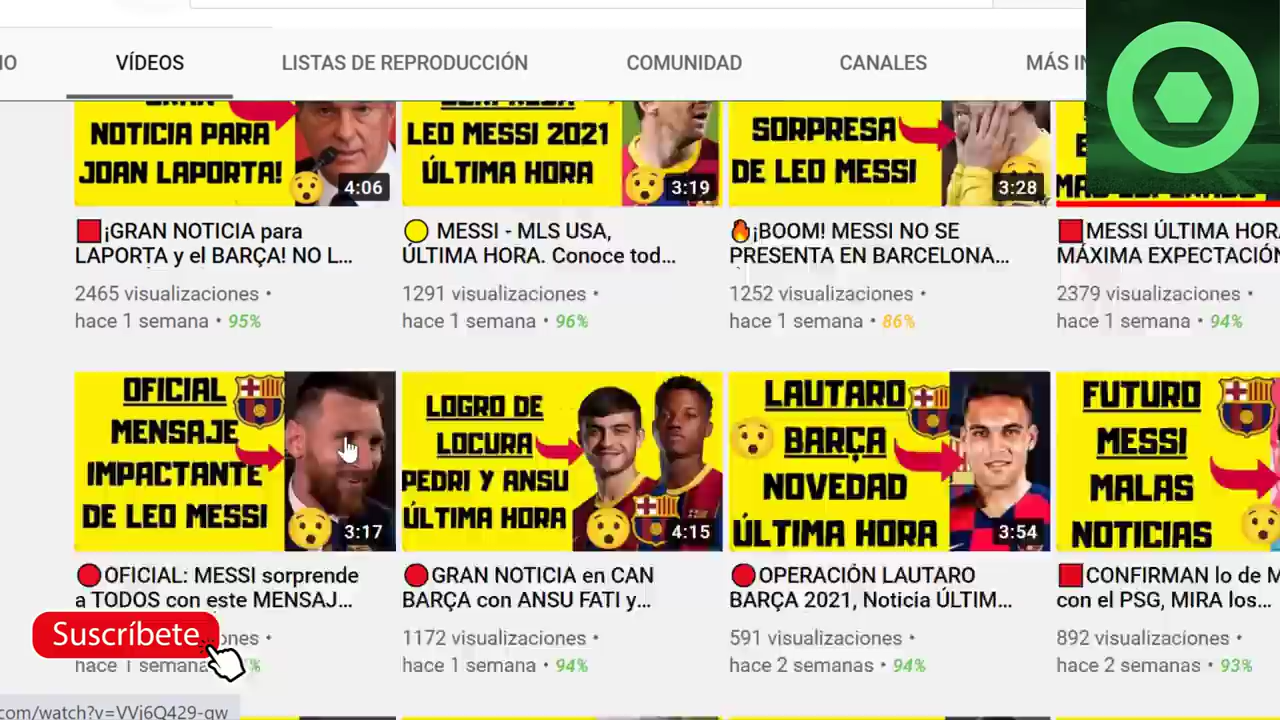 VÍDEOS
LISTAS DE REPRODUCCIÓN
COMUNIDAD
CANALES
MÁS
NOTICIA PARA
JOAN LAPORTA!
4:06
SORPRESA
LEO MESSI 2021
ÚLTIMA HORA
3:19
SORPRESA
DE LEO MESSI
3:28
¡GRAN NOTICIA para
LAPORTA y el BARÇA! NO L...
2465 visualizaciones •
hace 1 semana • 95%
MESSI - MLS USA,
ÚLTIMA HORA. Conoce tod...
1291 visualizaciones •
hace 1 semana • 96%
¡BOOM! MESSI NO SE
PRESENTA EN BARCELONA...
1252 visualizaciones •
hace 1 semana • 86%
MESSI ÚLTIMA HORA
MÁXIMA EXPECTACIÓN
2379 visualizaciones •
hace 1 semana • 94%
OFICIAL
MENSAJE
IMPACTANTE
DE LEO MESSI
3:17
LOGRO DE
LOCURA
PEDRI Y ANSU
ÚLTIMA HORA
4:15
LAUTARO
BARÇA
NOVEDAD
ÚLTIMA HORA
3:54
FUTURO
MESSI
MALAS
NOTICIAS
OFICIAL: MESSI sorprende
a TODOS con este MENSAJ...
hace 1 semana
GRAN NOTICIA en CAN
BARÇA con ANSU FATI y...
1172 visualizaciones •
hace 1 semana • 94%
OPERACIÓN LAUTARO
BARÇA 2021, Noticia ÚLTIM...
591 visualizaciones •
hace 2 semanas • 94%
CONFIRMAN lo de M
con el PSG, MIRA los...
892 visualizaciones •
hace 2 semanas • 93%
Suscríbete
com/watch?v=VVj6Q429-gw